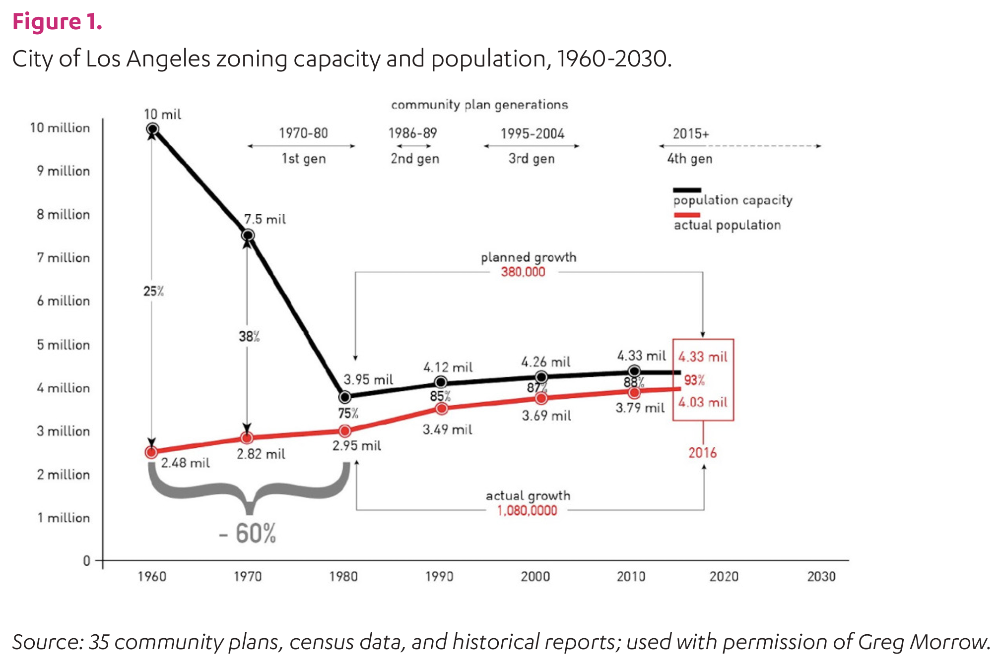 Figure 1.
City of Los Angeles zoning capacity and population, 1960-2030.
community plan generations
1970-80
1st gen
1986-89
2nd gen
1995-2004
3rd gen
2015+
4th gen
population capacity
actual population
10 million
9 million
8 million
7 million
6 million
5 million
4 million
3 million
2 million
1 million
0
10 mil
7.5 mil
3.95 mil
4.12 mil
4.26 mil
4.33 mil
4.33 mil
25%
38%
75%
85%
87%
88%
93%
2.48 mil
2.82 mil
2.95 mil
3.49 mil
3.69 mil
3.79 mil
4.03 mil
planned growth
380,000
actual growth
1,080,0000
2016
- 60%
1960 1970 1980 1990 2000 2010 2020 2030
Source: 35 community plans, census data, and historical reports; used with permission of Greg Morrow.